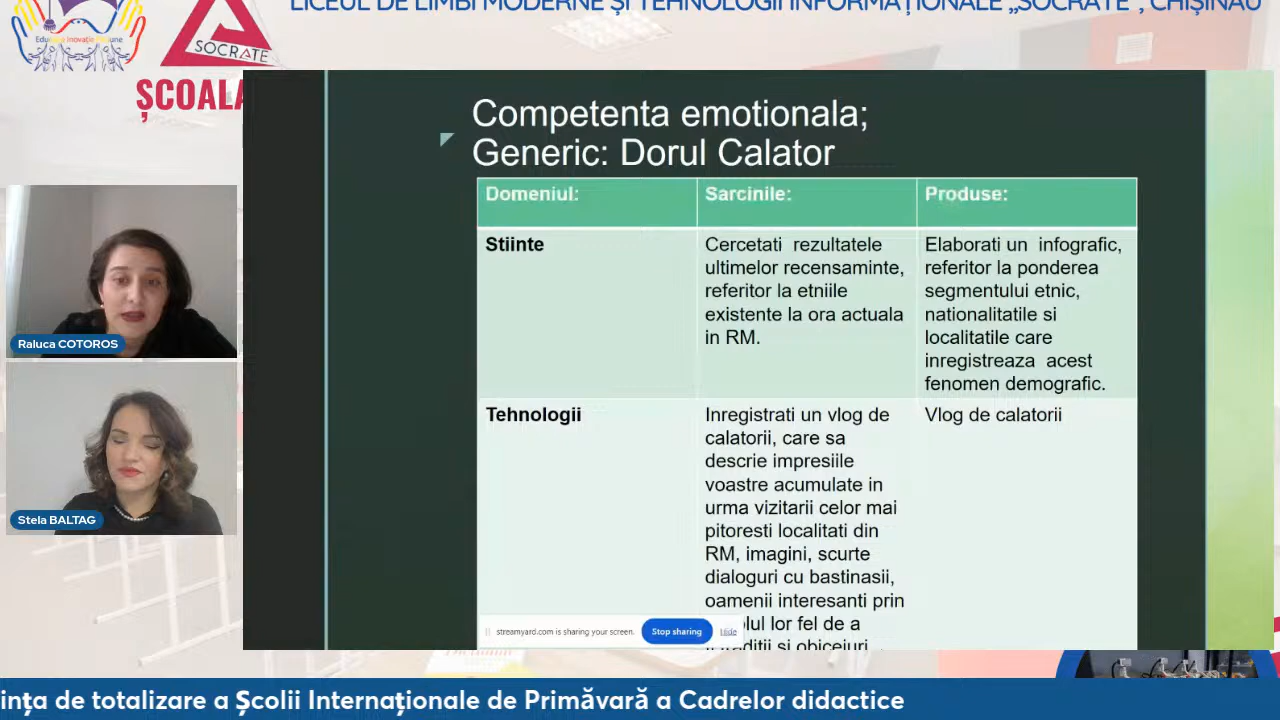 LICEUL DE LIMBI MODERNE ȘI TEHNOLOGII INFORMAȚIONALE „SOCRATE”, CHIȘINĂU
SOCRATE
ȘCOALA
Competenta emotionala;
Generic: Dorul Calator
Domeniul:
Sarcinile:
Produse:
Stiinte
Cercetati rezultatele
ultimelor recensaminte,
referitor la etniile
existente la ora actuala
in RM.
Elaborati un infografic,
referitor la ponderea
segmentului etnic,
nationalitatile si
localitatile care
inregistreaza acest
fenomen demografic.
Tehnologii
Inregistrati un vlog de
calatorii, care sa
descrie impresiile
voastre acumulate in
urma vizitarii celor mai
pitoresti localitati din
RM, imagini, scurte
dialoguri cu bastinasii,
oamenii interesanti prin
lor fel de a
si obiceiuri
Vlog de calatorii
Raluca COTOROS
Stela BALTAG
streamyard.com is sharing your screen.
Stop sharing
Hide
de totalizare a Școlii Internaționale de Primăvară a Cadrelor didactice